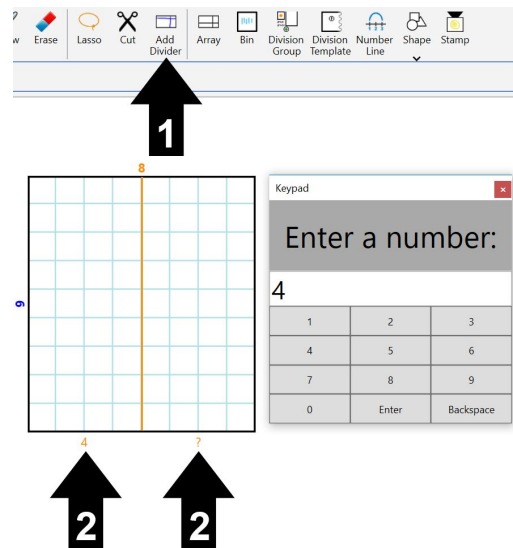 w Erase Lasso Cut Add Divider Array Bin Division Group Division Template Number Line Shape Stamp
1
8
9
4 ?
2 2
Keypad x
Enter a number:
4
1 2 3
4 5 6
7 8 9
0 Enter Backspace